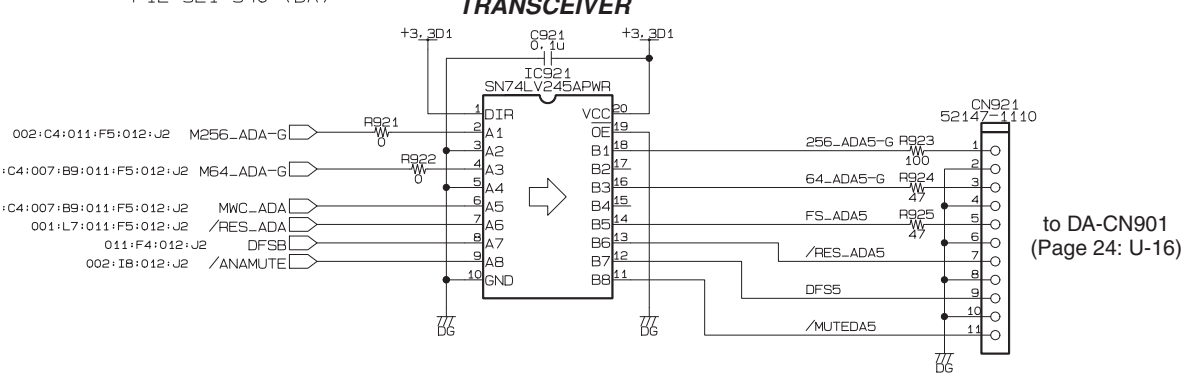 TRANSCEIVER
+3.3D1
C921
0.1u
+3.3D1
IC921
SN74LV245APWR
CN921
52147-1110
002:C4:011:F5:012:J2 M256_ADA-G
R921
0
:C4:007:B9:011:F5:012:J2 M64_ADA-G
R922
0
:C4:007:B9:011:F5:012:J2 MWC_ADA
001:L7:011:F5:012:J2 /RES_ADA
011:F4:012:J2 DFSB
002:I8:012:J2 /ANAMUTE
1 DIR VCC 20
2 A1 OE 19
3 A2 B1 18
4 A3 B2 17
5 A4 B3 16
6 A5 B4 15
7 A6 B5 14
8 A7 B6 13
9 A8 B7 12
10 GND B8 11
256_ADA5-G R923
100
64_ADA5-G R924
47
FS_ADA5 R925
47
/RES_ADA5
DFS5
/MUTEDA5
1
2
3
4
5
6
7
8
9
10
11
to DA-CN901
(Page 24: U-16)
DG
DG
DG